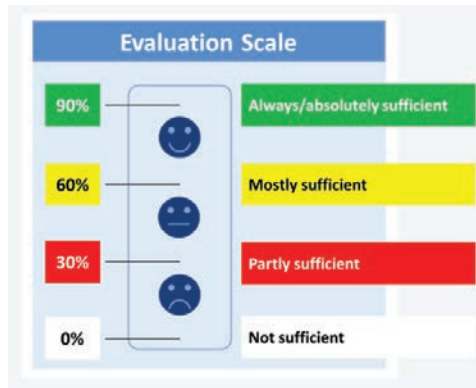 Evaluation Scale
90% Always/absolutely sufficient
60% Mostly sufficient
30% Partly sufficient
0% Not sufficient